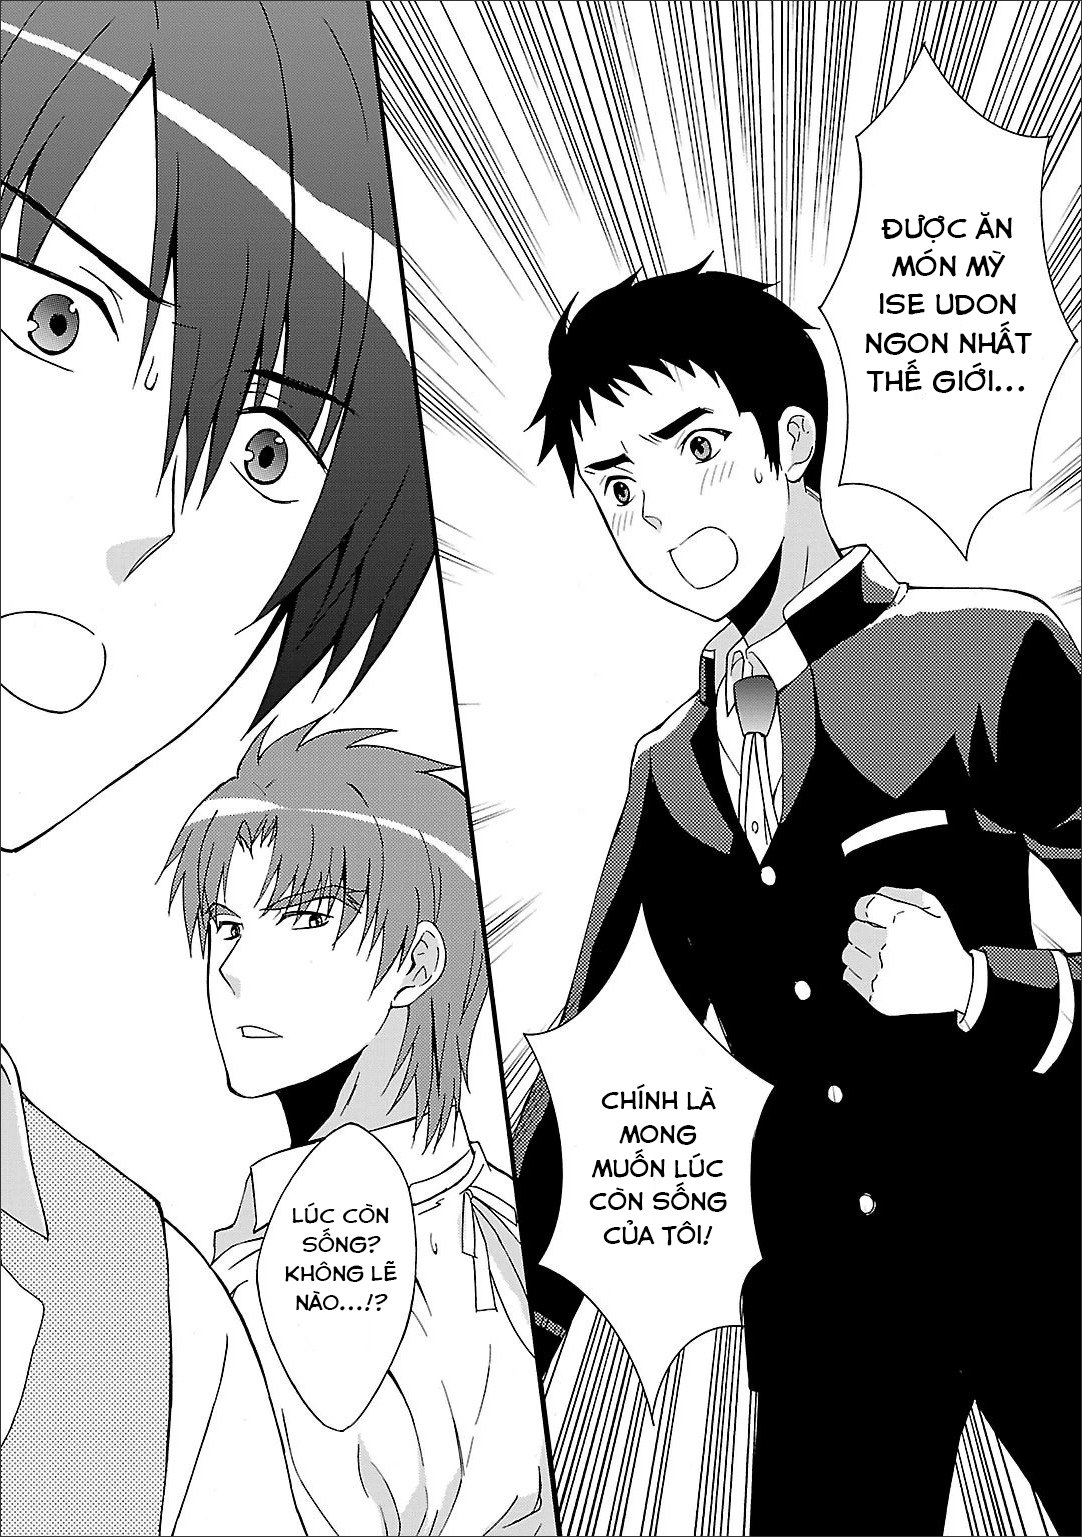 ĐƯỢC ĂN
MÓN MỲ
ISE UDON
NGON NHẤT
THẾ GIỚI...
CHÍNH LÀ
MONG
MUỐN LÚC
CÒN SỐNG
CỦA TÔI!
LÚC CÒN
SỐNG?
KHÔNG LẼ
NÀO...!?